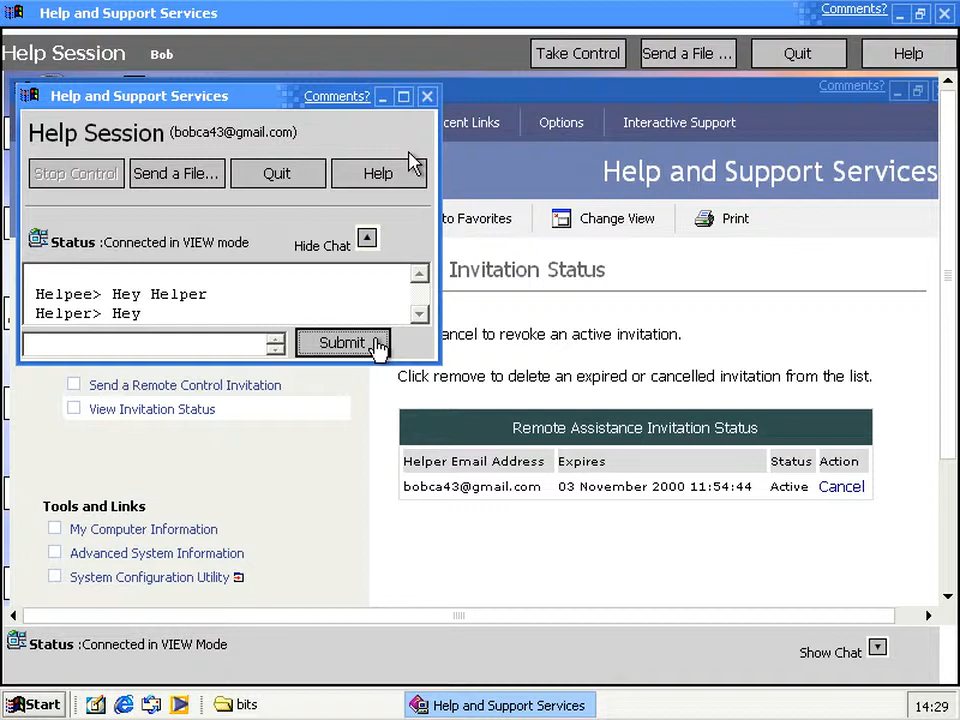 Help and Support Services
Comments?
Help Session Bob
Take Control
Send a File ...
Quit
Help
Help and Support Services
Comments?
Comments?
Help Session (bobca43@gmail.com)
Stop Control
Send a File...
Quit
Help
Status :Connected in VIEW mode
Hide Chat
Helpee> Hey Helper
Helper> Hey
Submit
cent Links
Options
Interactive Support
Help and Support Services
to Favorites
Change View
Print
Invitation Status
ancel to revoke an active invitation.
Click remove to delete an expired or cancelled invitation from the list.
Remote Assistance Invitation Status
Helper Email Address Expires Status Action
bobca43@gmail.com 03 November 2000 11:54:44 Active Cancel
Send a Remote Control Invitation
View Invitation Status
Tools and Links
My Computer Information
Advanced System Information
System Configuration Utility
Status :Connected in VIEW Mode
Show Chat
Start
bits
Help and Support Services
14:29